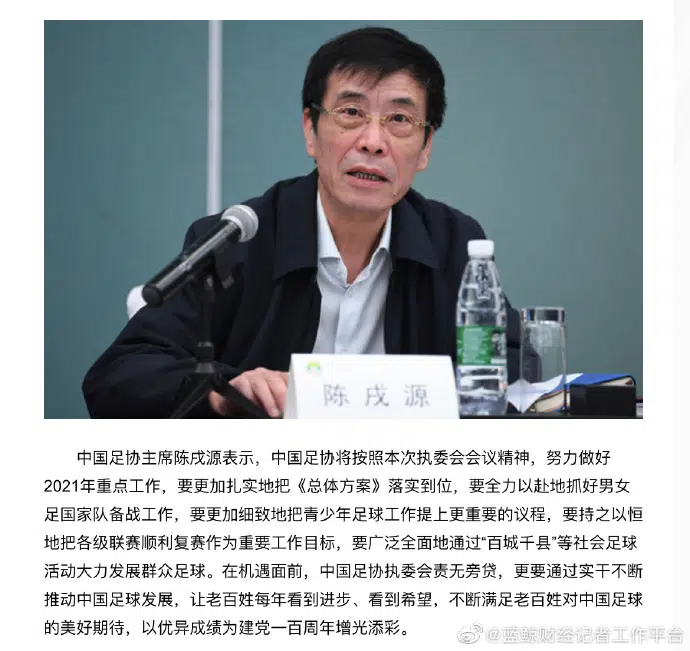 陈戌源
中国足协主席陈戌源表示，中国足协将按照本次执委会会议精神，努力做好
2021年重点工作，要更加扎实地把《总体方案》落实到位，要全力以赴地抓好男女
足国家队备战工作，要更加细致地把青少年足球工作提上更重要的议程，要持之以恒
地把各级联赛顺利复赛作为重要工作目标，要广泛全面地通过“百城千县”等社会足球
活动大力发展群众足球。在机遇面前，中国足协执委会责无旁贷，更要通过实干不断
推动中国足球发展，让老百姓每年看到进步、看到希望，不断满足老百姓对中国足球
的美好期待，以优异成绩为建党一百周年增光添彩。
@蓝鲸财经记者工作平台